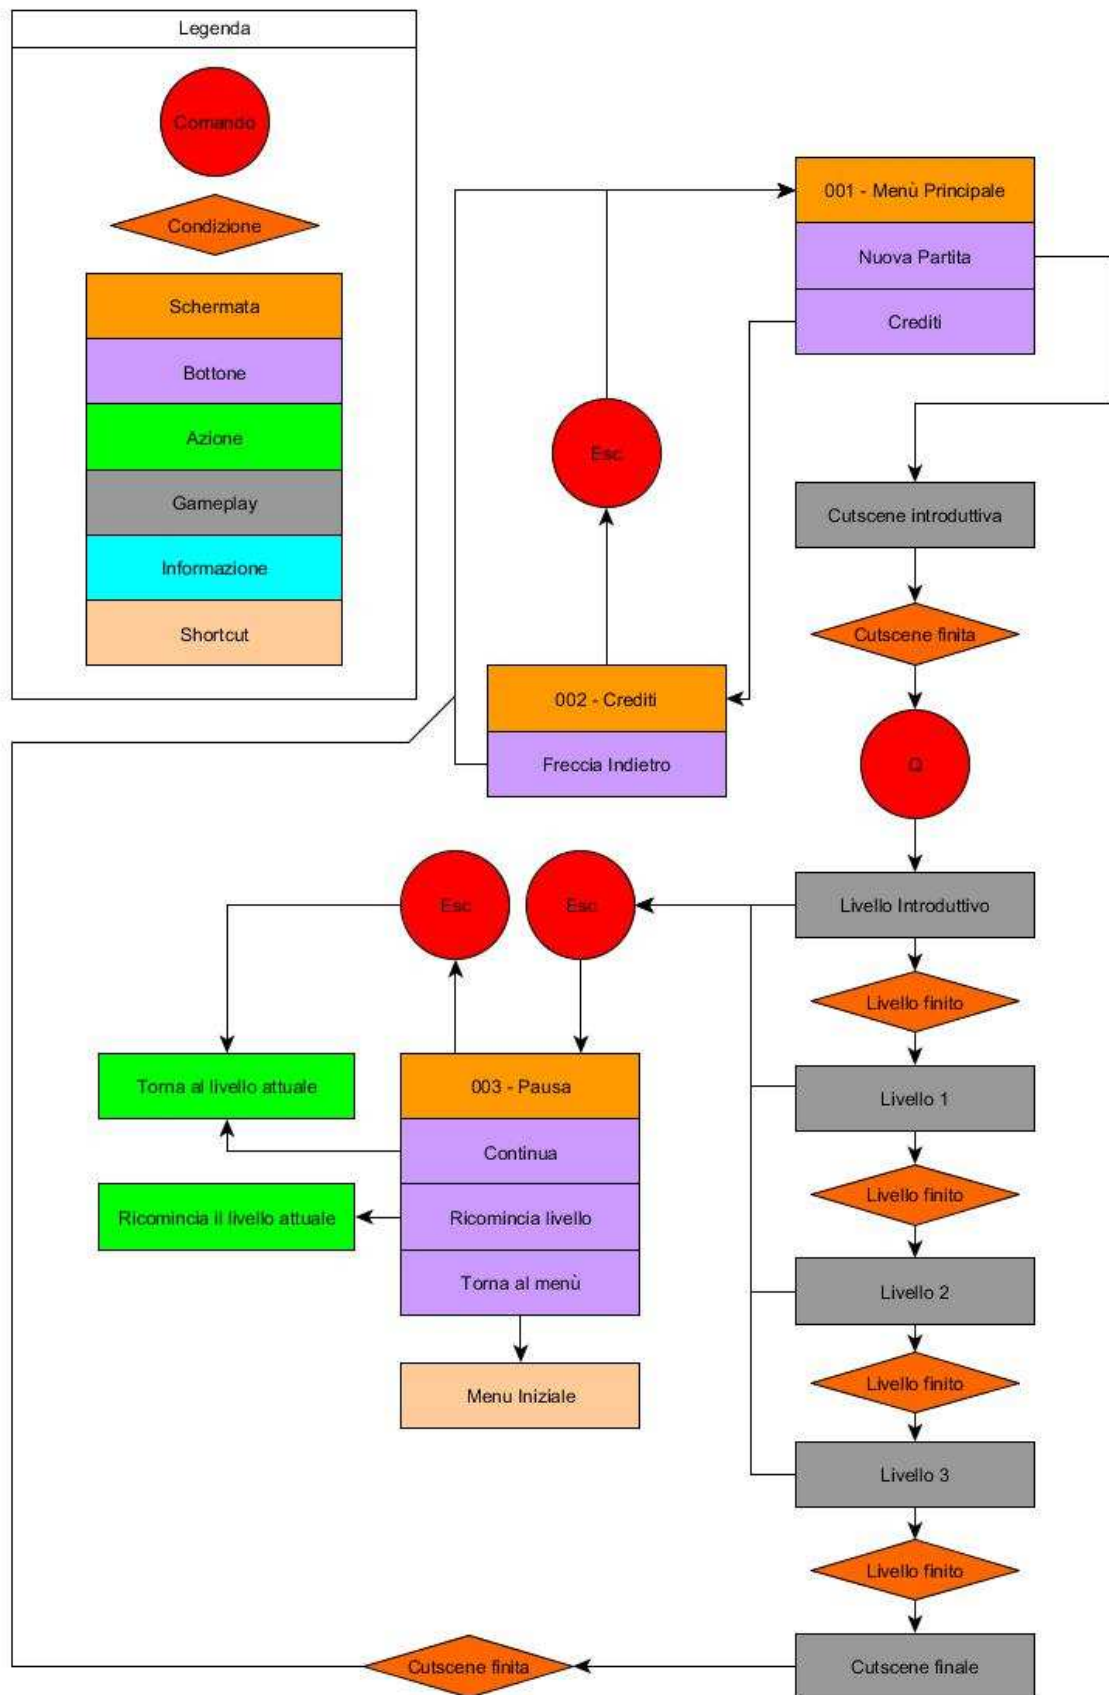 Legenda
Comando
Condizione
Schermata
Bottone
Azione
Gameplay
Informazione
Shortcut
001 - Menù Principale
Nuova Partita
Crediti
Esc
Cutscene introduttiva
Cutscene finita
002 - Crediti
Freccia Indietro
Q
Esc
Esc
Livello Introduttivo
Livello finito
Torna al livello attuale
003 - Pausa
Livello 1
Continua
Ricomincia il livello attuale
Ricomincia livello
Livello finito
Torna al menù
Livello 2
Menu Iniziale
Livello finito
Livello 3
Livello finito
Cutscene finita
Cutscene finale